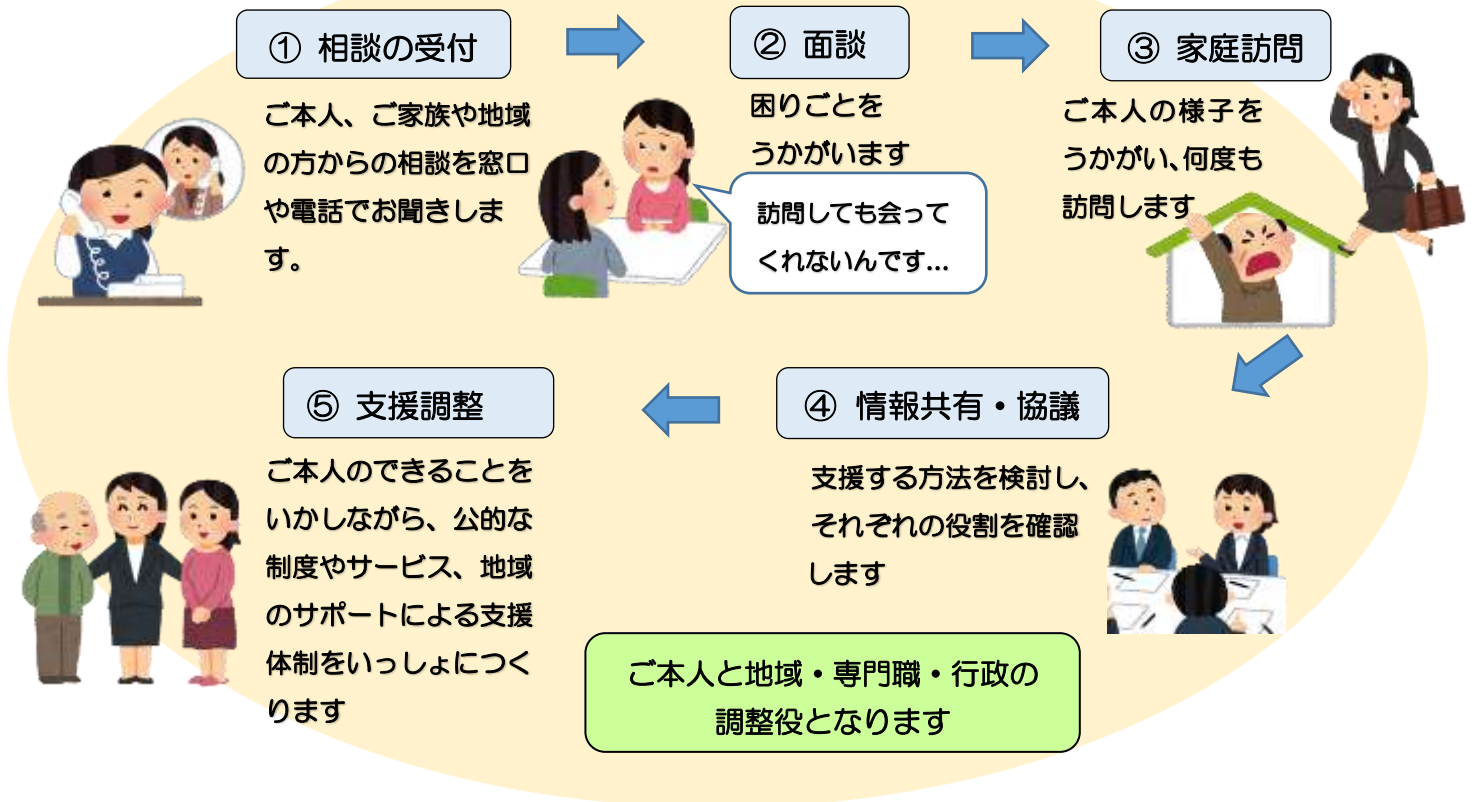 ① 相談の受付
ご本人、ご家族や地域
の方からの相談を窓口
や電話でお聞きしま
す。
② 面談
困りごとを
うかがいます
訪問しても会って
くれないんです…
③ 家庭訪問
ご本人の様子を
うかがい、何度も
訪問します
④ 情報共有・協議
支援する方法を検討し、
それぞれの役割を確認
します
⑤ 支援調整
ご本人のできることを
いかしながら、公的な
制度やサービス、地域
のサポートによる支援
体制をいっしょにつく
ります
ご本人と地域・専門職・行政の
調整役となります